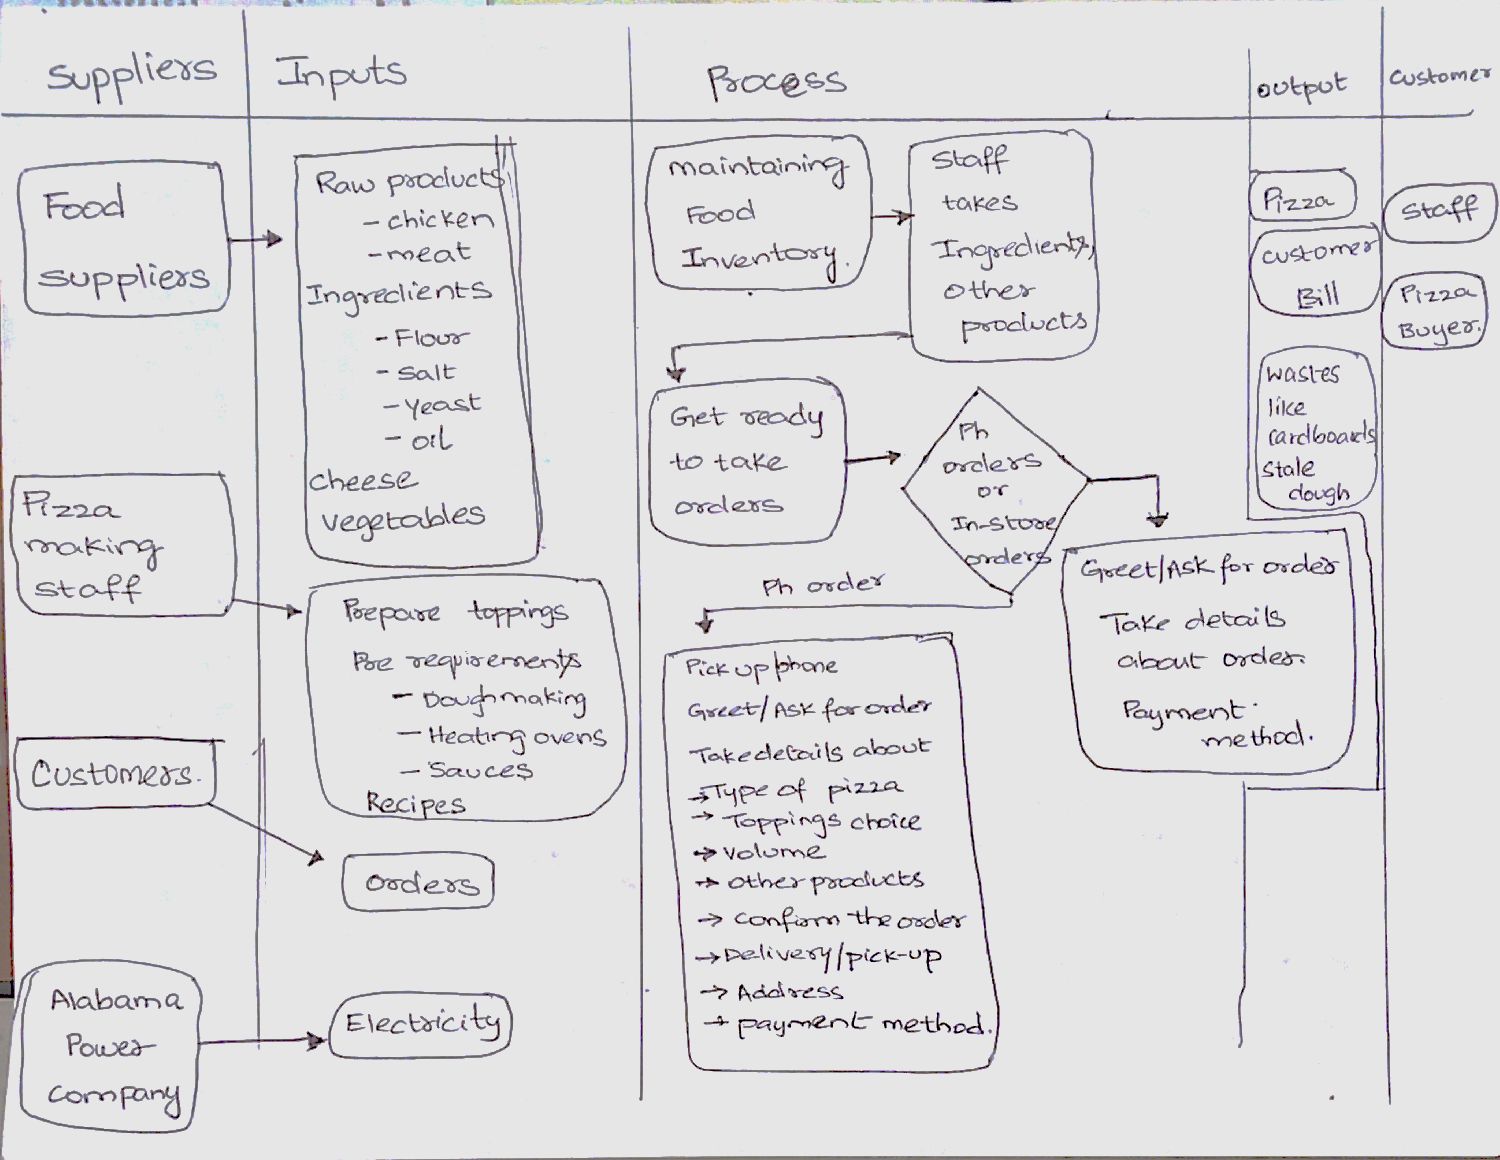 Suppliers
Inputs
Process
output
customer
Food
suppliers
Pizza
making
staff
Customers.
Alabama
Power
company
Raw products
- chicken
- meat
Ingredients
- Flour
- salt
- yeast
- oil
cheese
vegetables
Prepare toppings
Pre requirements
- Dough making
- Heating ovens
- Sauces
Recipes
orders
Electricity
maintaining
Food
Inventory.
Staff
takes
Ingredients,
other
products
Get ready
to take
orders
Ph
orders
or
In-store
orders
Ph order
Pick up phone
Greet/Ask for order
Take details about
→ Type of pizza
→ Toppings choice
→ volume
→ other products
→ confirm the order
→ Delivery/pick-up
→ Address
→ payment method.
Greet/Ask for order
Take details
about order.
Payment
method.
Pizza
customer
Bill
wastes
like
cardboards
stale
dough
staff
Pizza
Buyer.